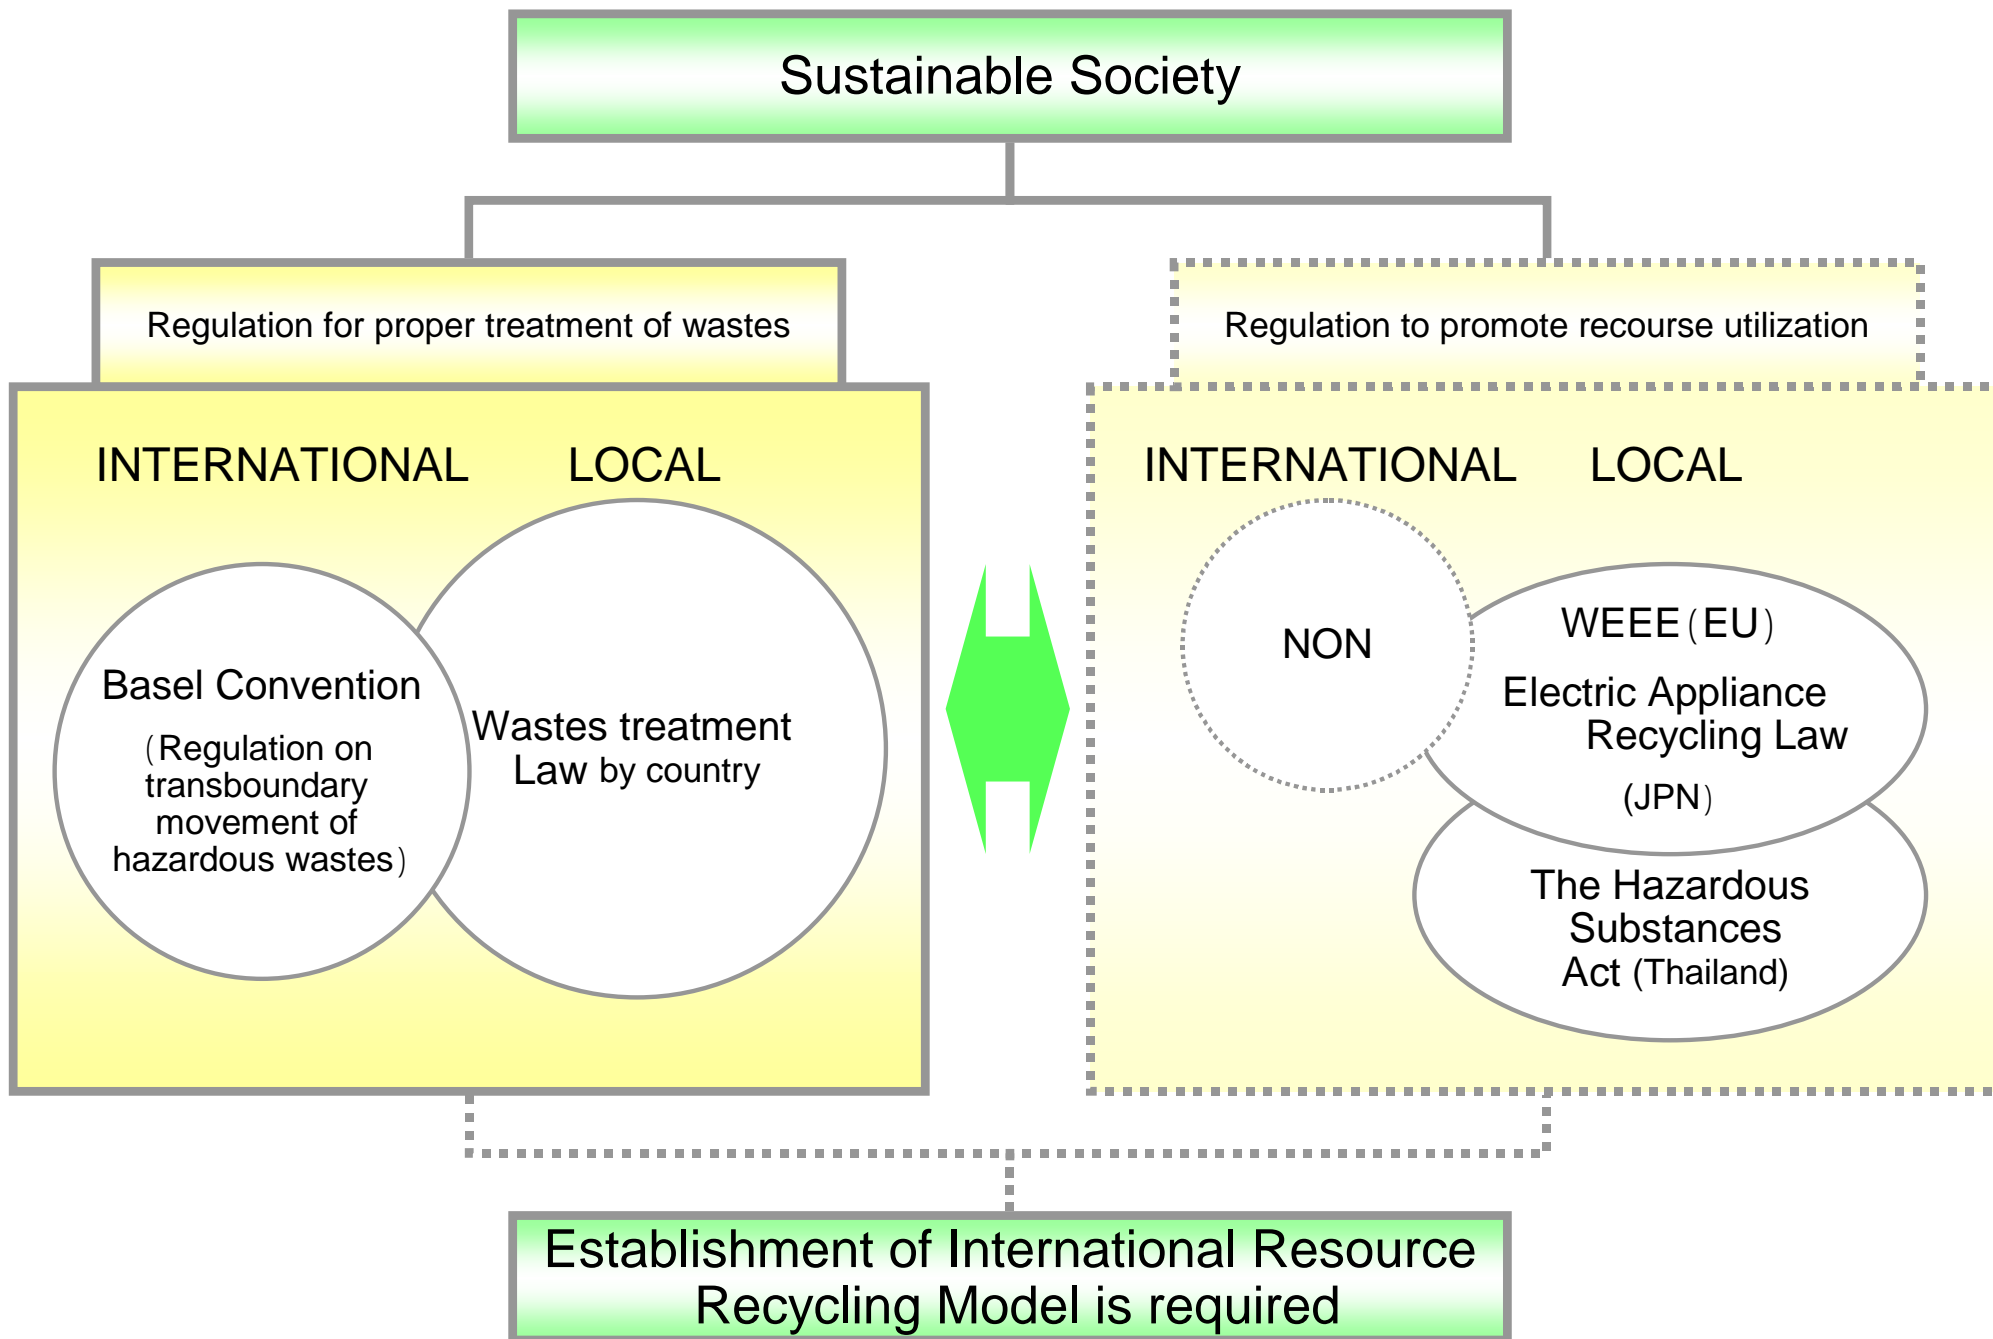 Sustainable Society
Regulation for proper treatment of wastes
Regulation to promote recourse utilization
INTERNATIONAL LOCAL
Basel Convention
(Regulation on
transboundary
movement of
hazardous wastes)
Wastes treatment
Law by country
INTERNATIONAL LOCAL
NON
WEEE(EU)
Electric Appliance
Recycling Law
(JPN)
The Hazardous
Substances
Act (Thailand)
Establishment of International Resource
Recycling Model is required